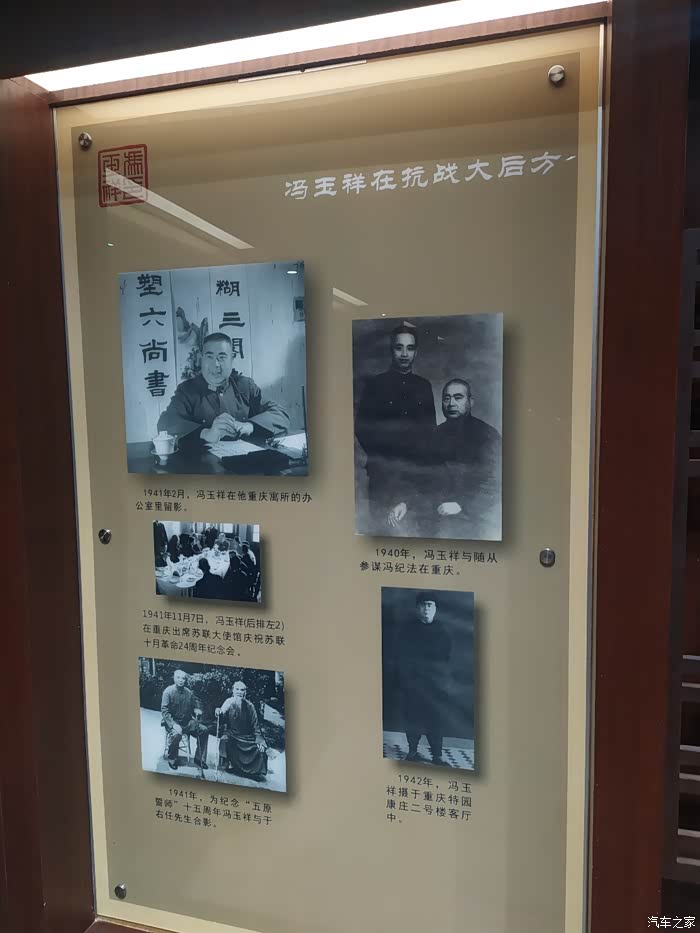 冯玉祥
冯玉祥在抗战大后方
塑六尚书
糊三阁
1941年2月，冯玉祥在他重庆寓所的办
公室里留影。
1940年，冯玉祥与随从
参谋冯纪法在重庆。
1941年11月7日，冯玉祥(后排左2)
在重庆出席苏联大使馆庆祝苏联
十月革命24周年纪念会。
1941年，为纪念“五原
誓师”十五周年冯玉祥与于
右任先生合影。
1942年，冯玉
祥摄于重庆特园
康庄二号楼客厅
中。
汽车之家